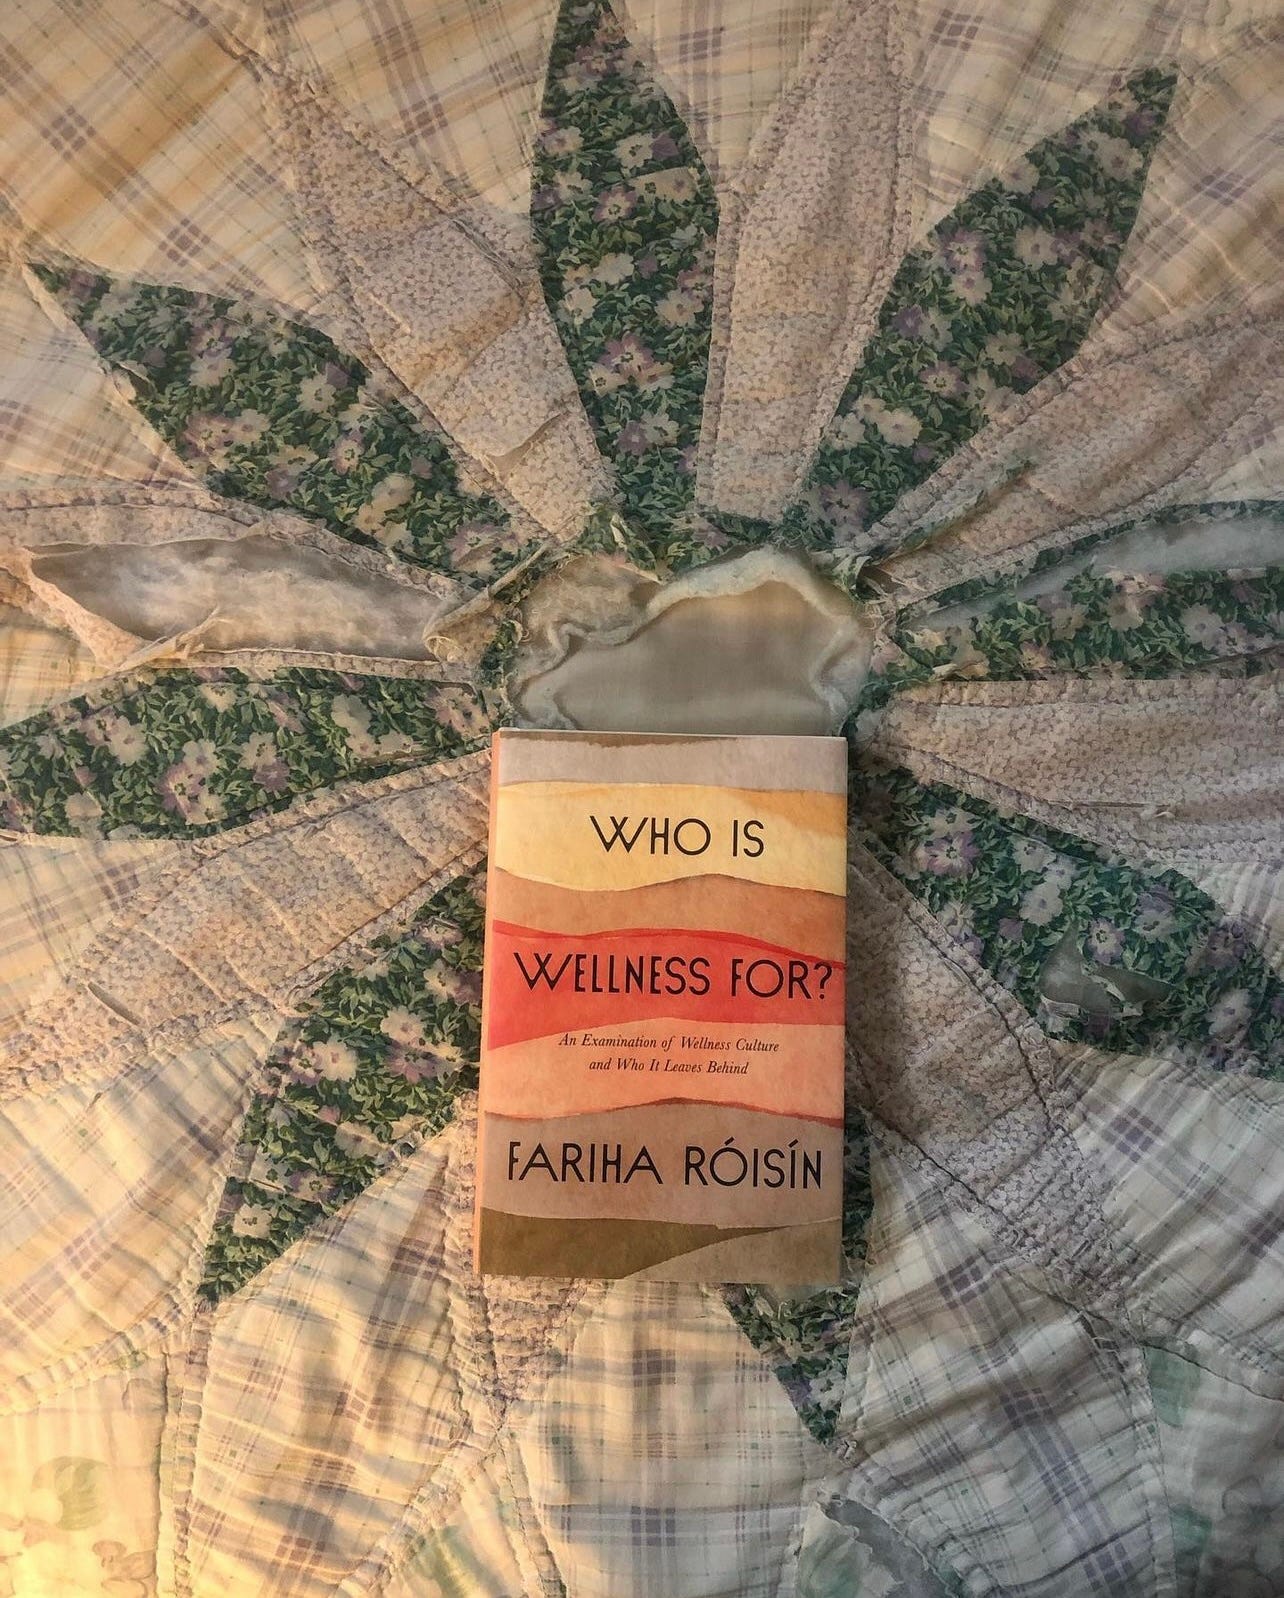 WHO IS
WELLNESS FOR?
An Examination of Wellness Culture
and Who It Leaves Behind
FARIHA RÓISÍN